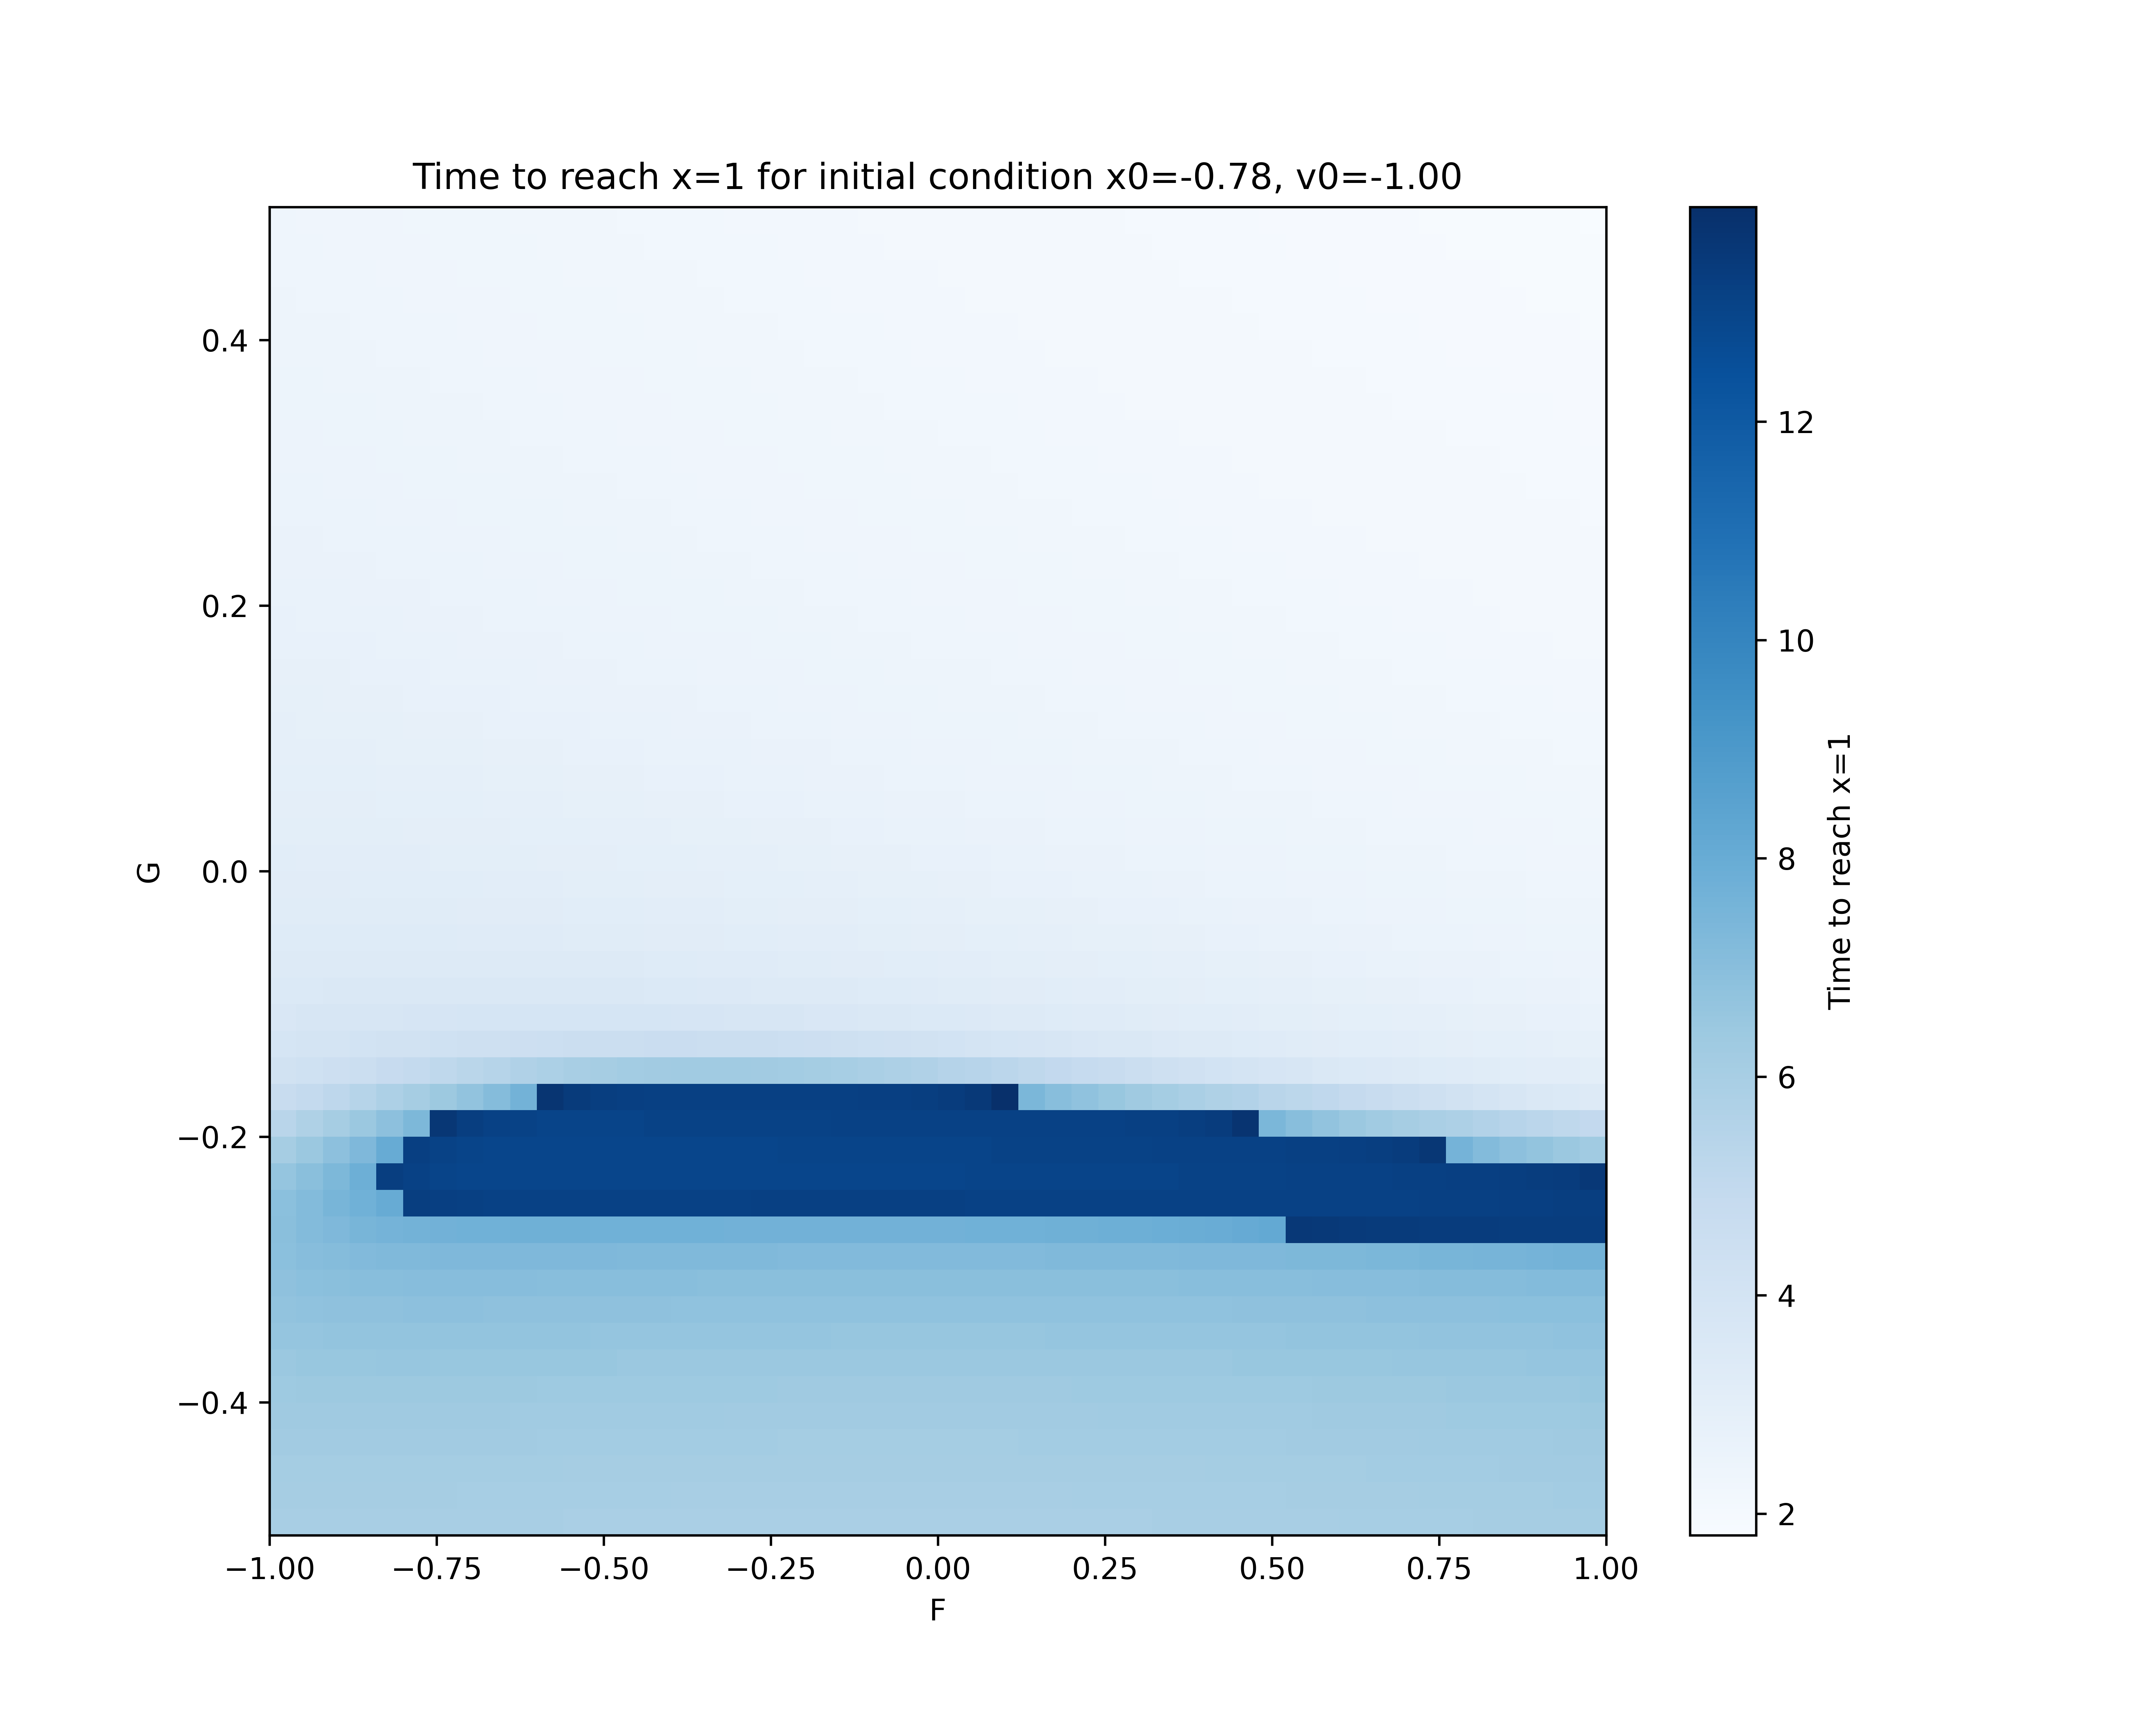 Time to reach x=1 for initial condition x0=-0.78, v0=-1.00
0.4
0.2
0.0
−0.2
−0.4
G
−1.00 −0.75 −0.50 −0.25 0.00 0.25 0.50 0.75 1.00
F
12
10
8
6
4
2
Time to reach x=1